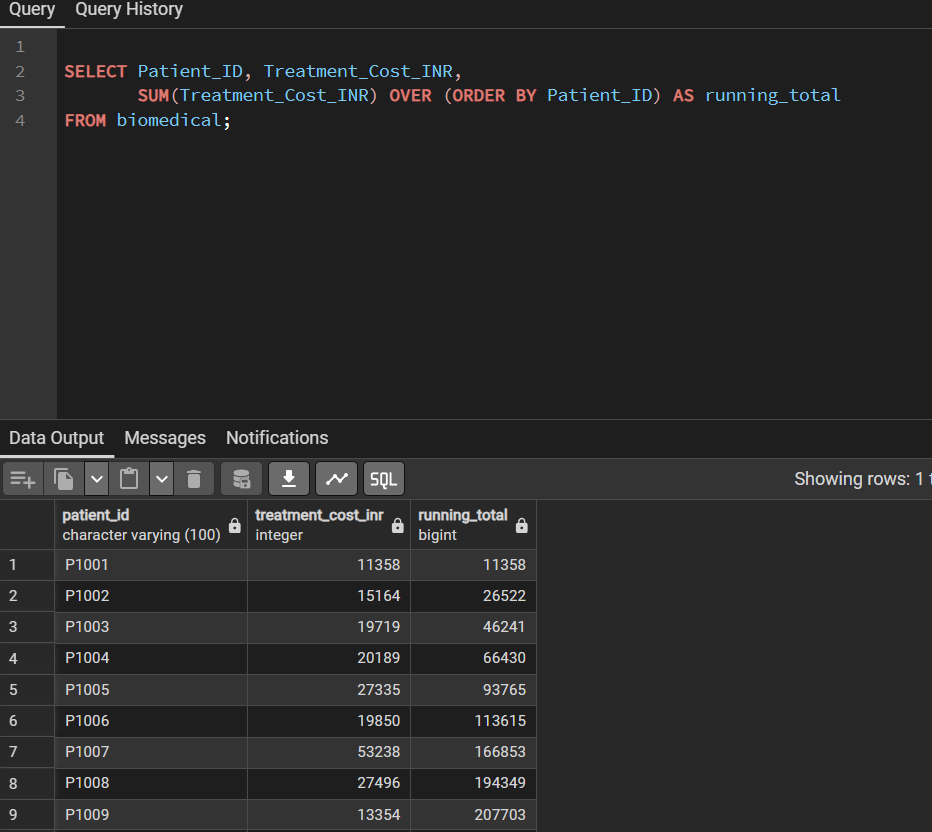 Query Query History
1
2 SELECT Patient_ID, Treatment_Cost_INR,
3 SUM(Treatment_Cost_INR) OVER (ORDER BY Patient_ID) AS running_total
4 FROM biomedical;
Data Output Messages Notifications
SQL Showing rows: 1
patient_id treatment_cost_inr running_total
character varying (100) integer bigint
1 P1001 11358 11358
2 P1002 15164 26522
3 P1003 19719 46241
4 P1004 20189 66430
5 P1005 27335 93765
6 P1006 19850 113615
7 P1007 53238 166853
8 P1008 27496 194349
9 P1009 13354 207703